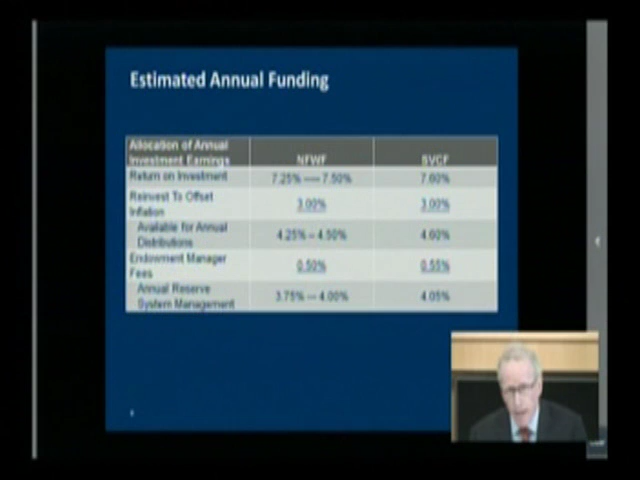 Estimated Annual Funding
Allocation of Annual
Investment Earnings NFWF SVCF
Return on Investment 7.25% — 7.50% 7.60%
Reinvest To Offset
Inflation 3.00% 3.00%
Available for Annual
Distributions 4.25% – 4.50% 4.60%
Endowment Manager
Fees 0.50% 0.55%
Annual Reserve
System Management 3.75% — 4.00% 4.05%